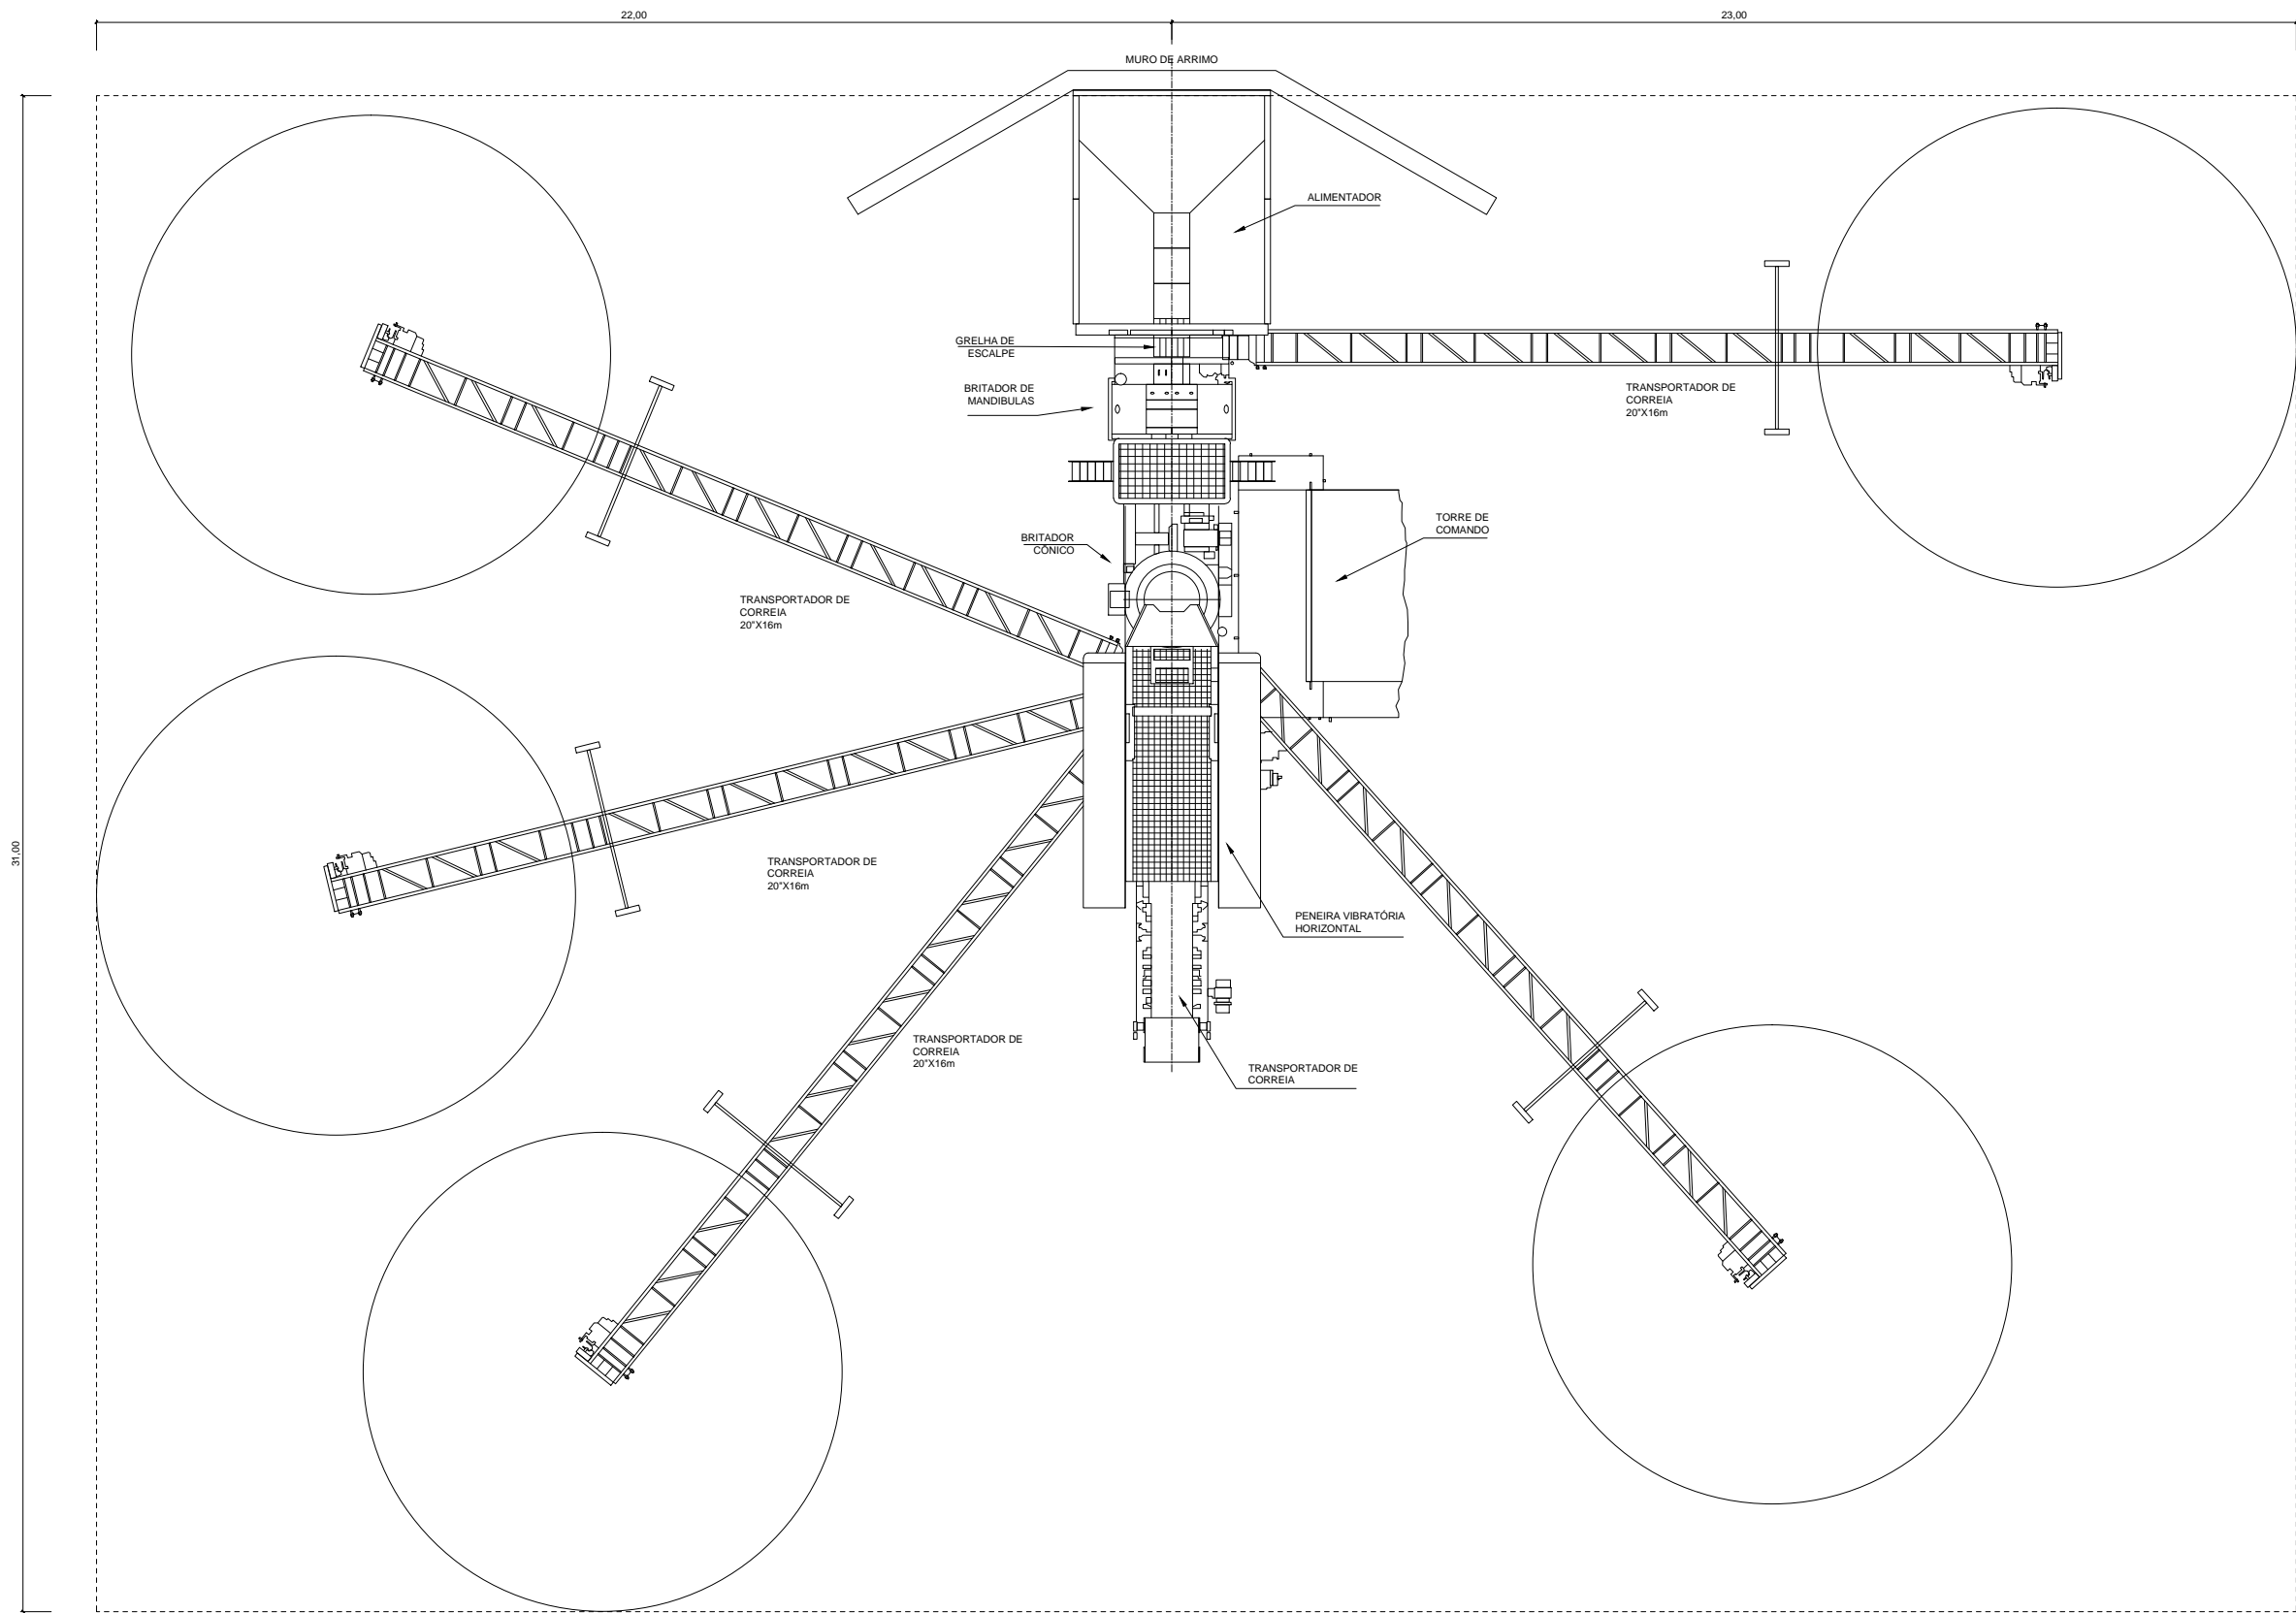 22,00
23,00
MURO DE ARRIMO
ALIMENTADOR
GRELHA DE
ESCALPE
BRITADOR DE
MANDIBULAS
TRANSPORTADOR DE
CORREIA
20"X16m
TORRE DE
COMANDO
BRITADOR
CÔNICO
TRANSPORTADOR DE
CORREIA
20"X16m
31,00
TRANSPORTADOR DE
CORREIA
20"X16m
PENEIRA VIBRATÓRIA
HORIZONTAL
TRANSPORTADOR DE
CORREIA
20"X16m
TRANSPORTADOR DE
CORREIA